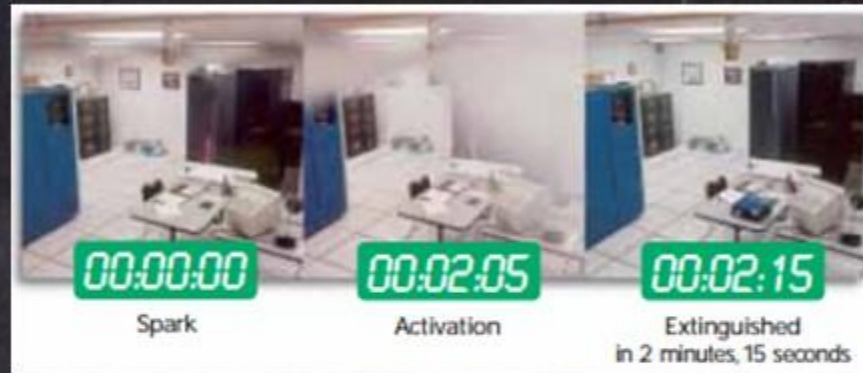 00:00:00
00:02:05
00:02:15
Spark
Activation
Extinguished
in 2 minutes, 15 seconds